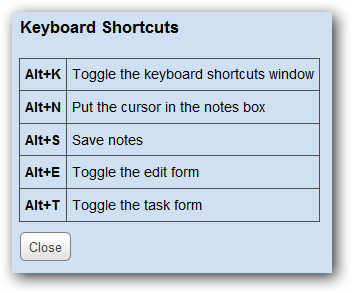 Keyboard Shortcuts
Alt+K Toggle the keyboard shortcuts window
Alt+N Put the cursor in the notes box
Alt+S Save notes
Alt+E Toggle the edit form
Alt+T Toggle the task form
Close